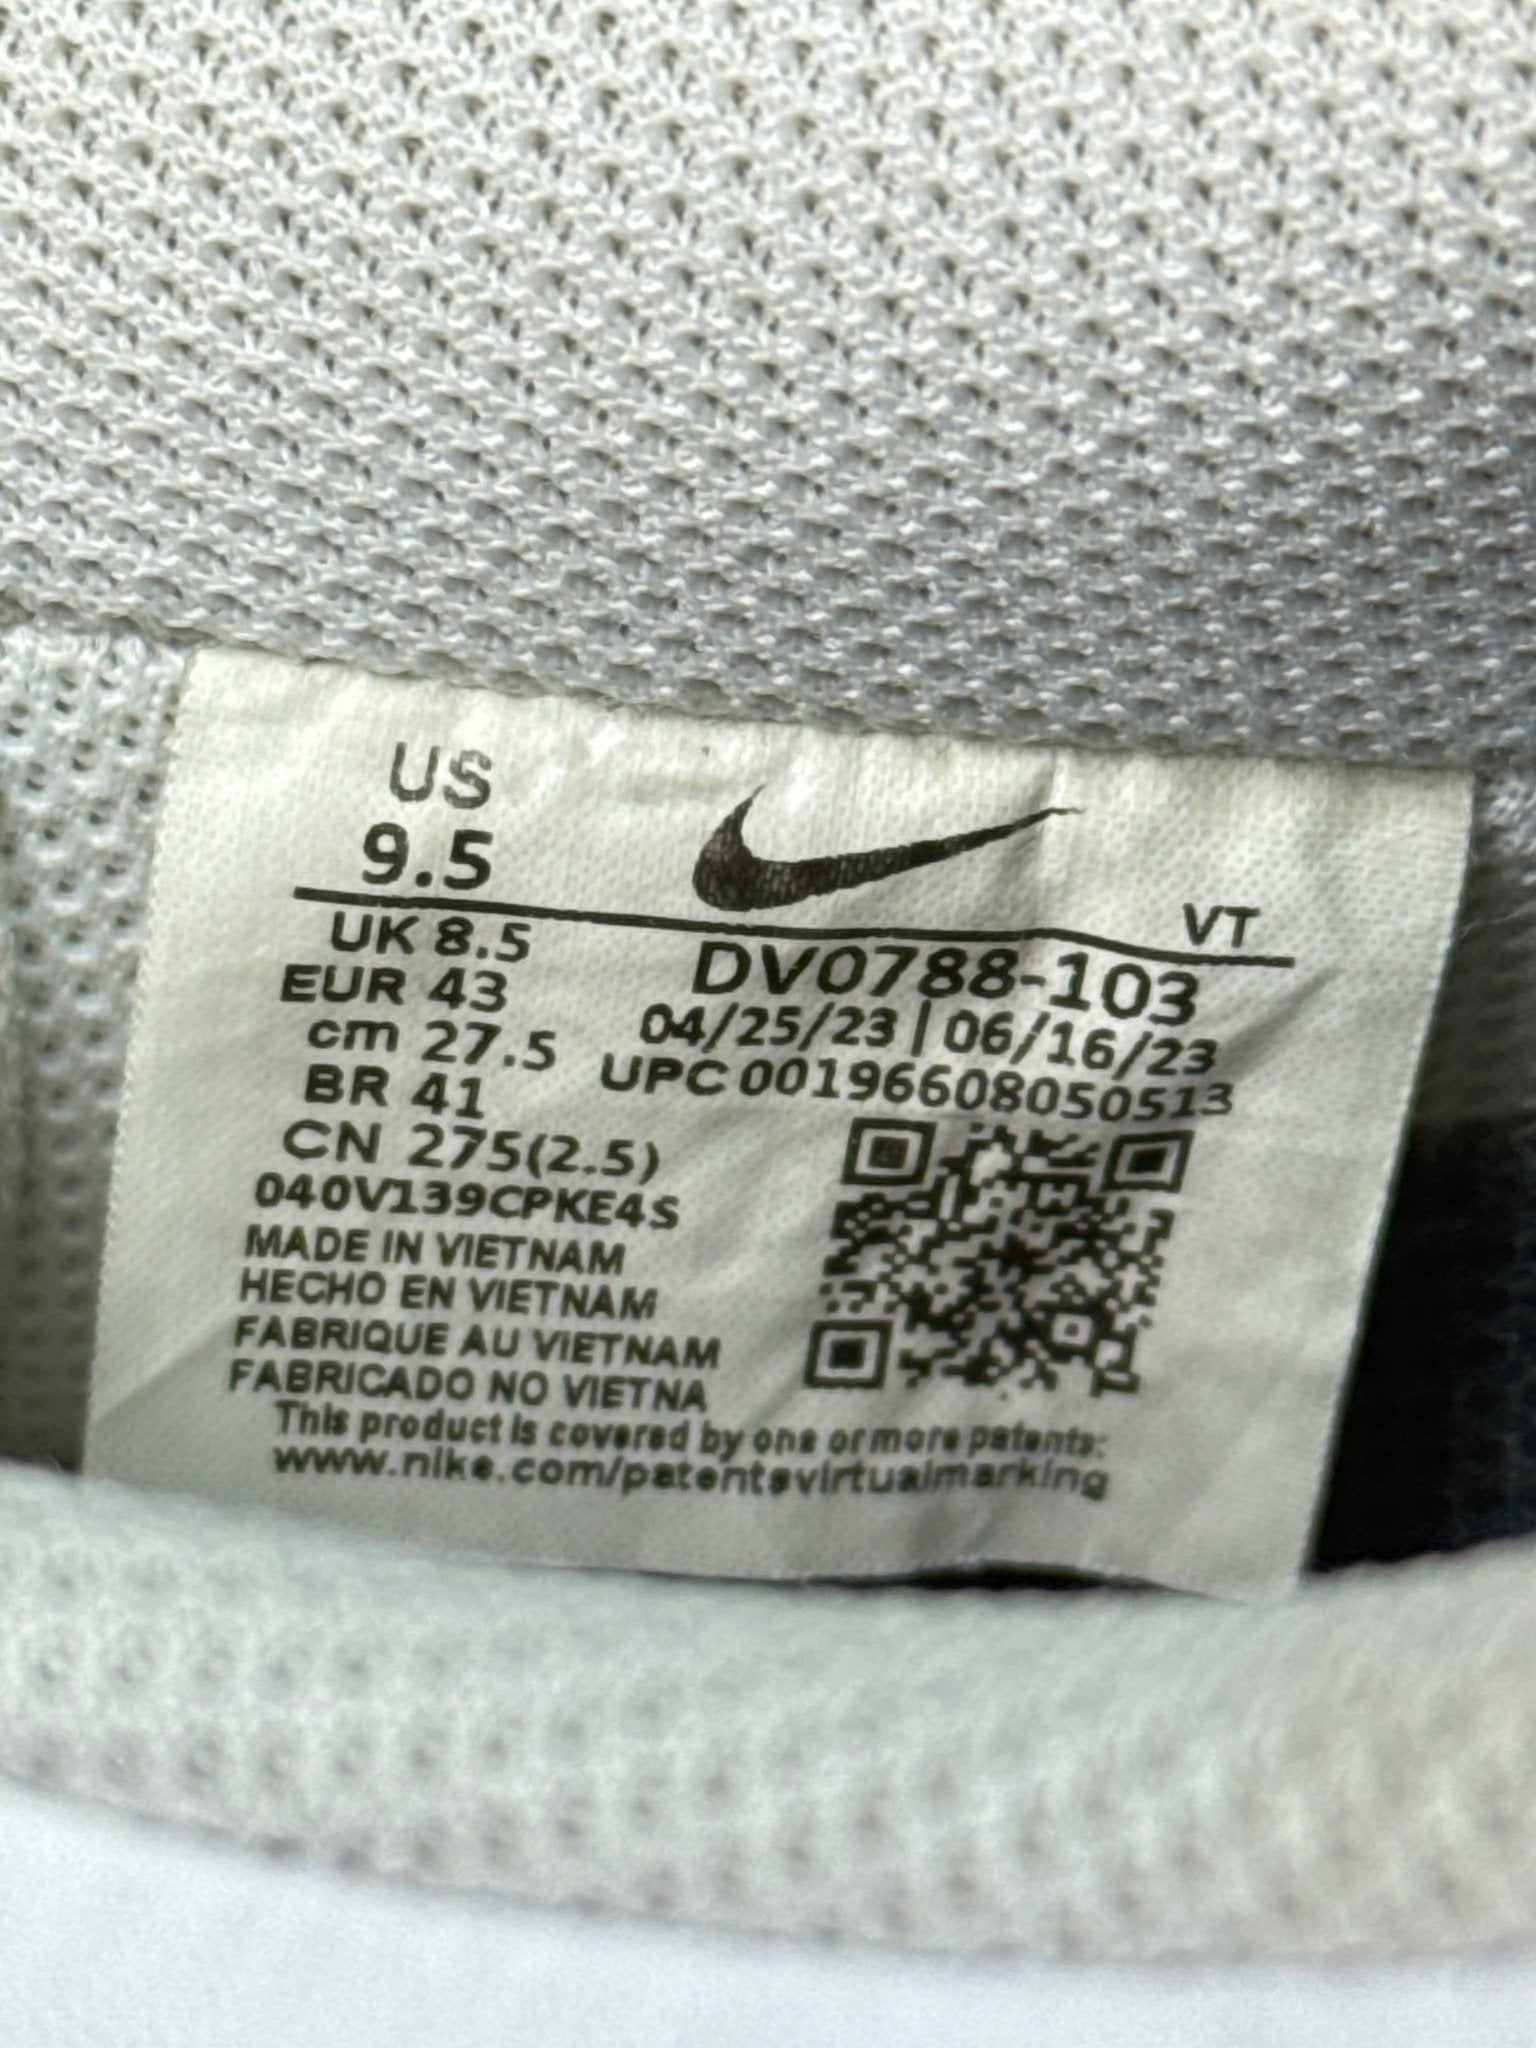 US
9.5
VT
UK 8.5
EUR 43
cm 27.5
BR 41
CN 275(2.5)
040V139CPKE4S
MADE IN VIETNAM
HECHO EN VIETNAM
FABRIQUE AU VIETNAM
FABRICADO NO VIETNA
DV0788-103
04/25/23 | 06/16/23
UPC 00196608050513
This product is covered by one or more patents:
www.nike.com/patentsvirtualmarking